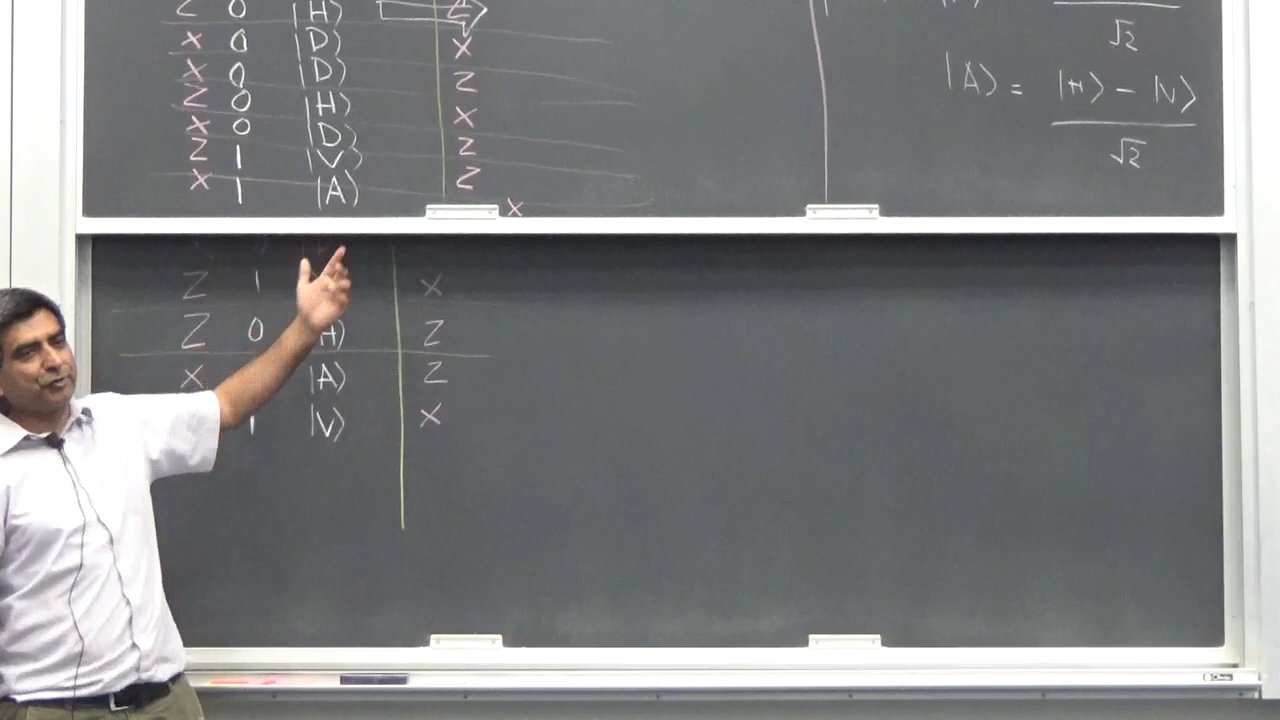 Z 0 |H⟩
X 0 |D⟩ X
X 0 |D⟩ Z
Z 0 |H⟩ X
X 0 |D⟩ Z
Z 1 |V⟩ Z
X 1 |A⟩ X
√2
|A⟩ = |H⟩ - |V⟩
√2
Z 1 X
Z 0 H⟩ Z
X |A⟩ Z
1 |V⟩ X